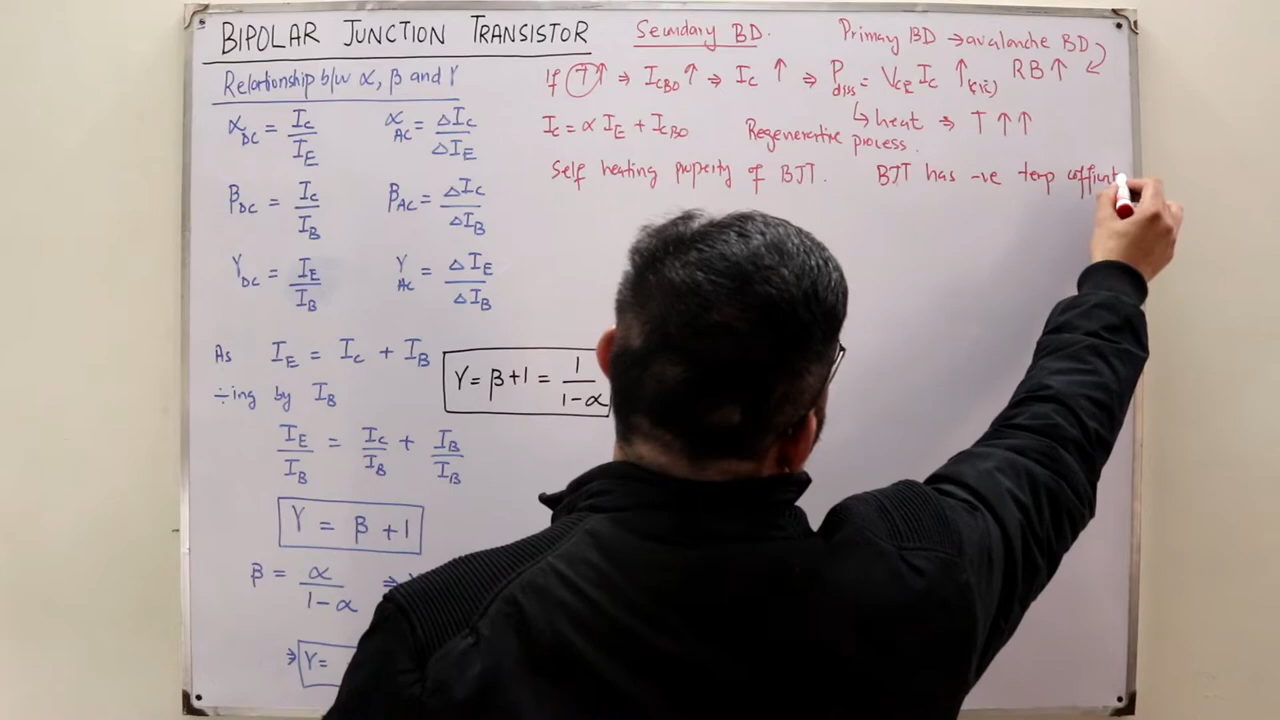 BIPOLAR JUNCTION TRANSISTOR
Relationship b/w α, β and γ
α_DC = I_C/I_E   α_AC = ΔI_C/ΔI_E
β_DC = I_C/I_B   β_AC = ΔI_C/ΔI_B
γ_DC = I_E/I_B   γ_AC = ΔI_E/ΔI_B
As I_E = I_C + I_B
÷ing by I_B
I_E/I_B = I_C/I_B + I_B/I_B
γ = β + 1
β = α/(1-α) ⇒
⇒ γ =
γ = β+1 = 1/(1-α)
Secondary BD. Primary BD → avalanche BD
If T↑ ⇒ I_CBO ↑ ⇒ I_C ↑ ⇒ P_diss = V_CE I_C ↑ RB ↑
↳ heat ⇒ T ↑↑
I_C = α I_E + I_CBO Regenerative process.
Self heating property of BJT. BJT has -ve temp